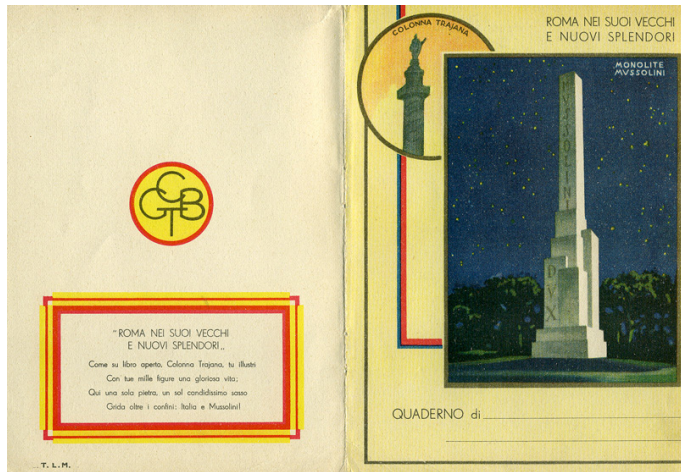 CGBT
"ROMA NEI SUOI VECCHI
E NUOVI SPLENDORI„
Come su libro aperto, Colonna Trajana, tu illustri
Con tue mille figure una gloriosa vita;
Qui una sola pietra, un sol candidissimo sasso
Grida oltre i confini: Italia e Mussolini!
T. L. M.
ROMA NEI SUOI VECCHI
E NUOVI SPLENDORI
COLONNA TRAJANA
MONOLITE
MVSSOLINI
MVSSOLINI
DVX
QUADERNO di